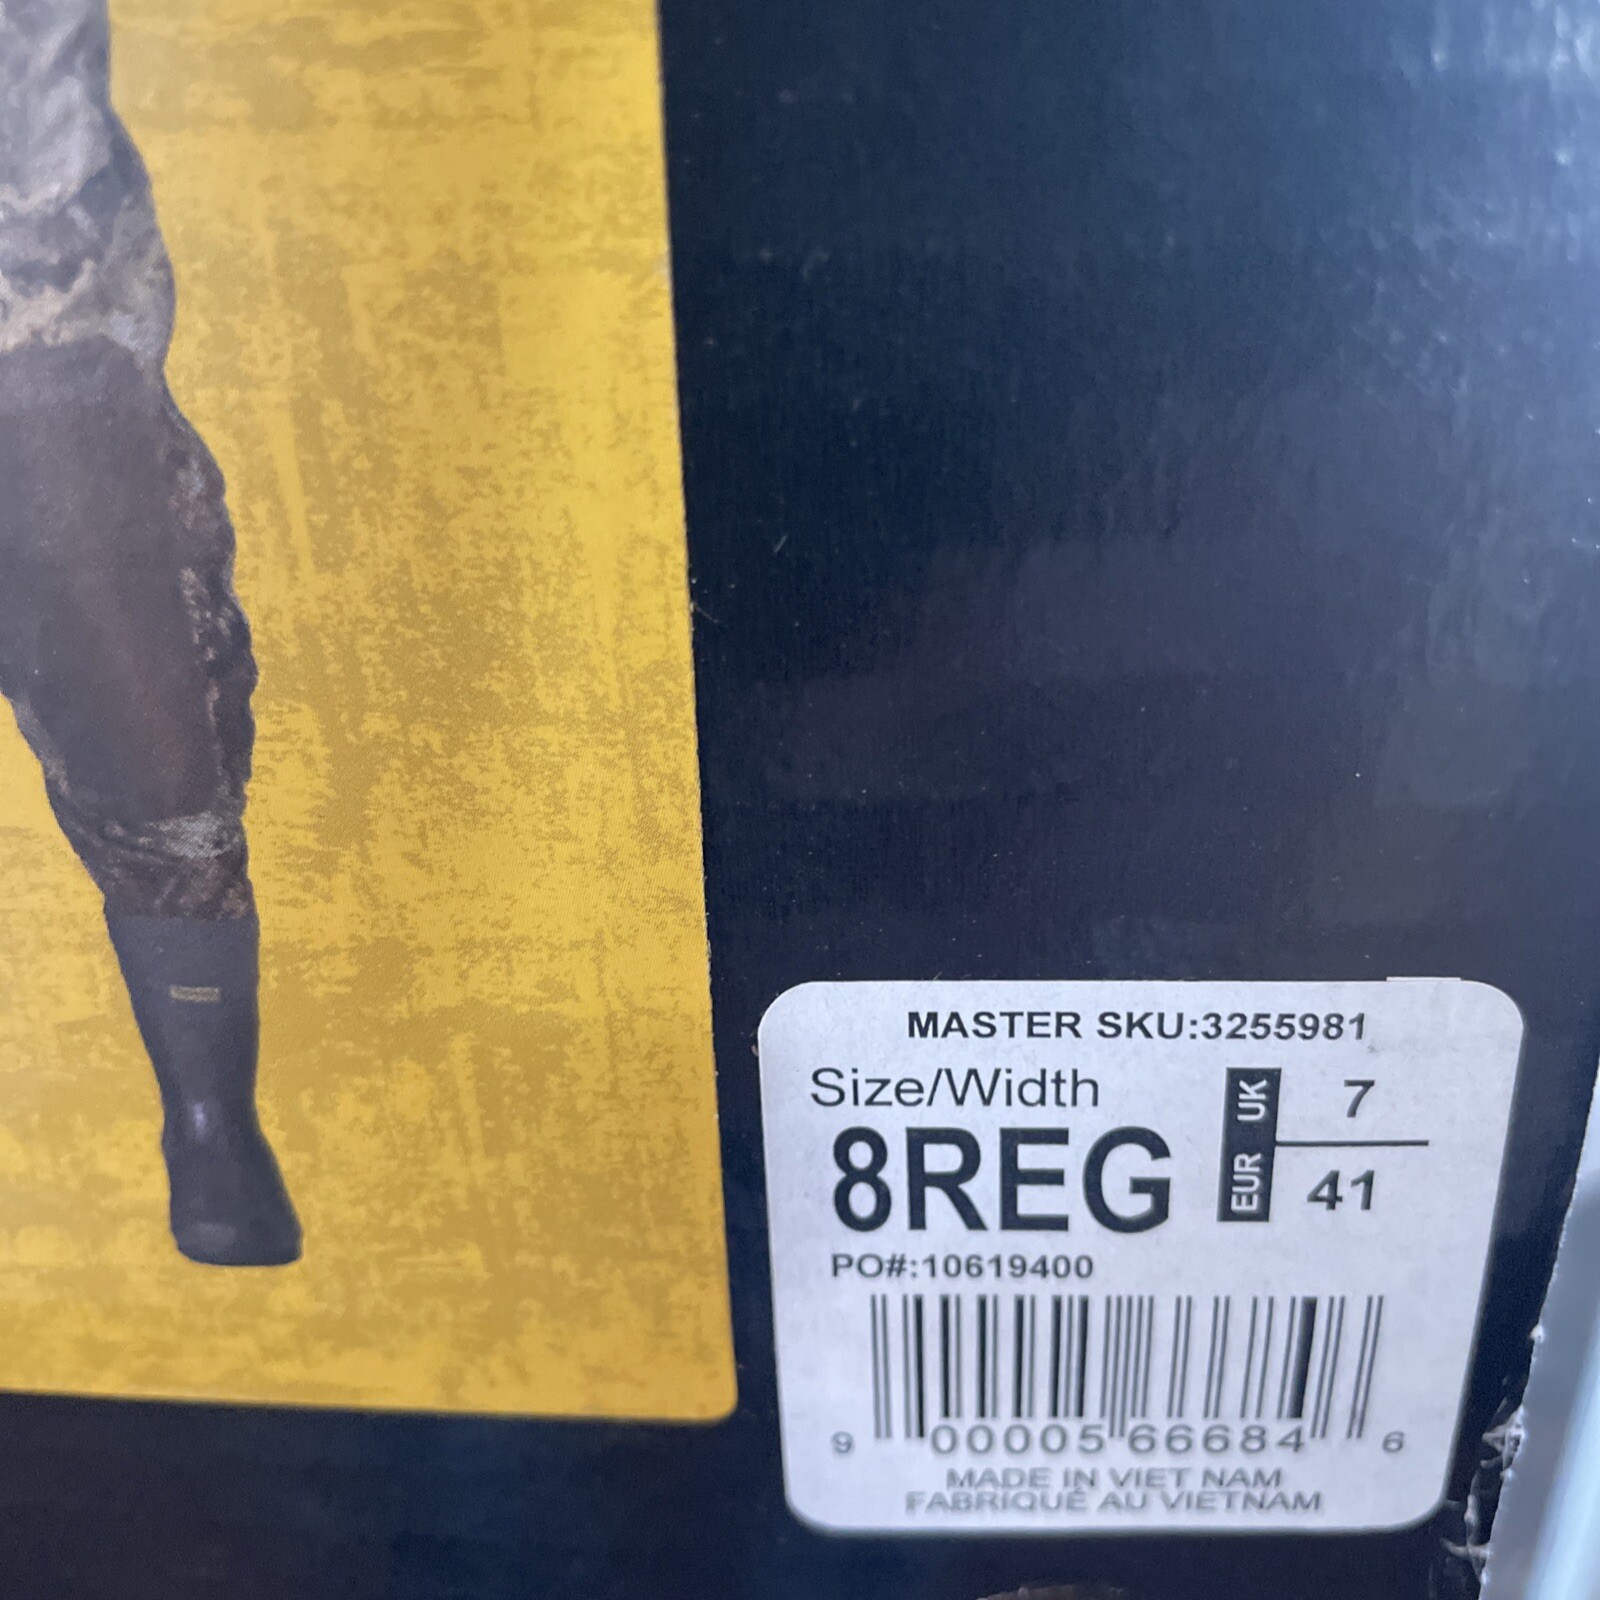 MASTER SKU:3255981
Size/Width
8REG
UK 7
EUR 41
PO#:10619400
9 00005 66684 6
MADE IN VIET NAM
FABRIQUÉ AU VIETNAM